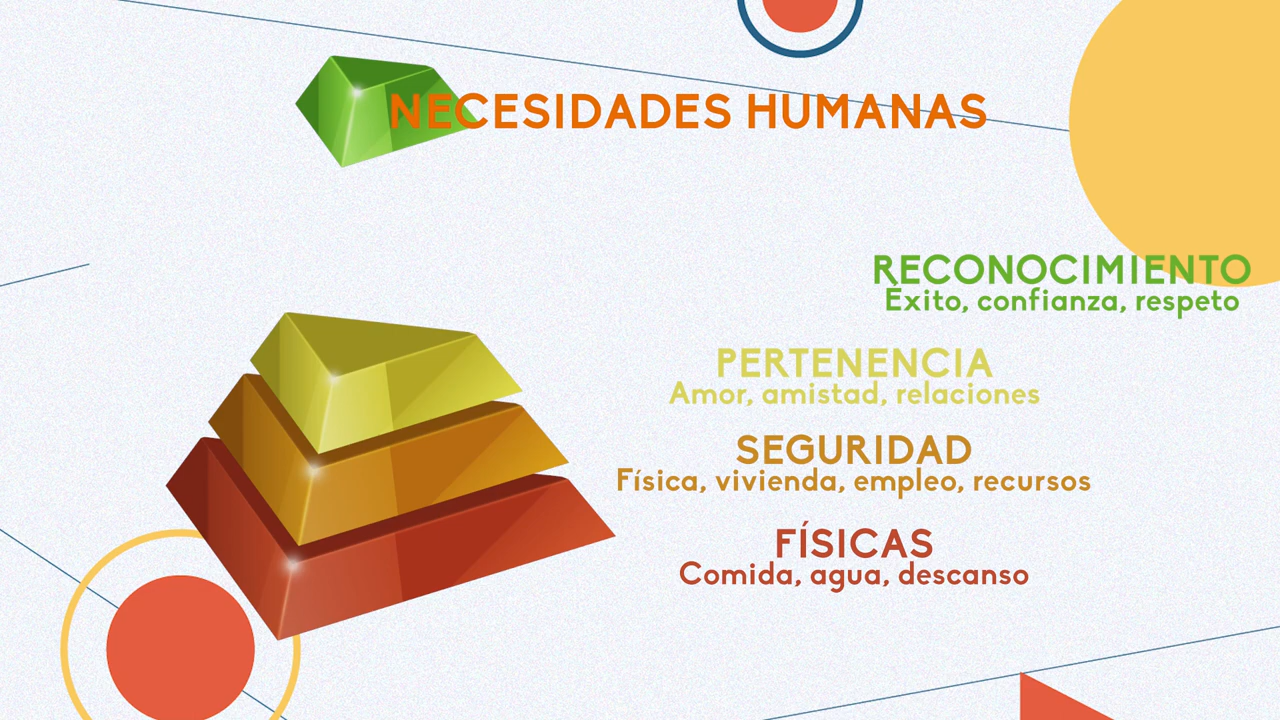 NECESIDADES HUMANAS
RECONOCIMIENTO
Éxito, confianza, respeto
PERTENENCIA
Amor, amistad, relaciones
SEGURIDAD
Física, vivienda, empleo, recursos
FÍSICAS
Comida, agua, descanso